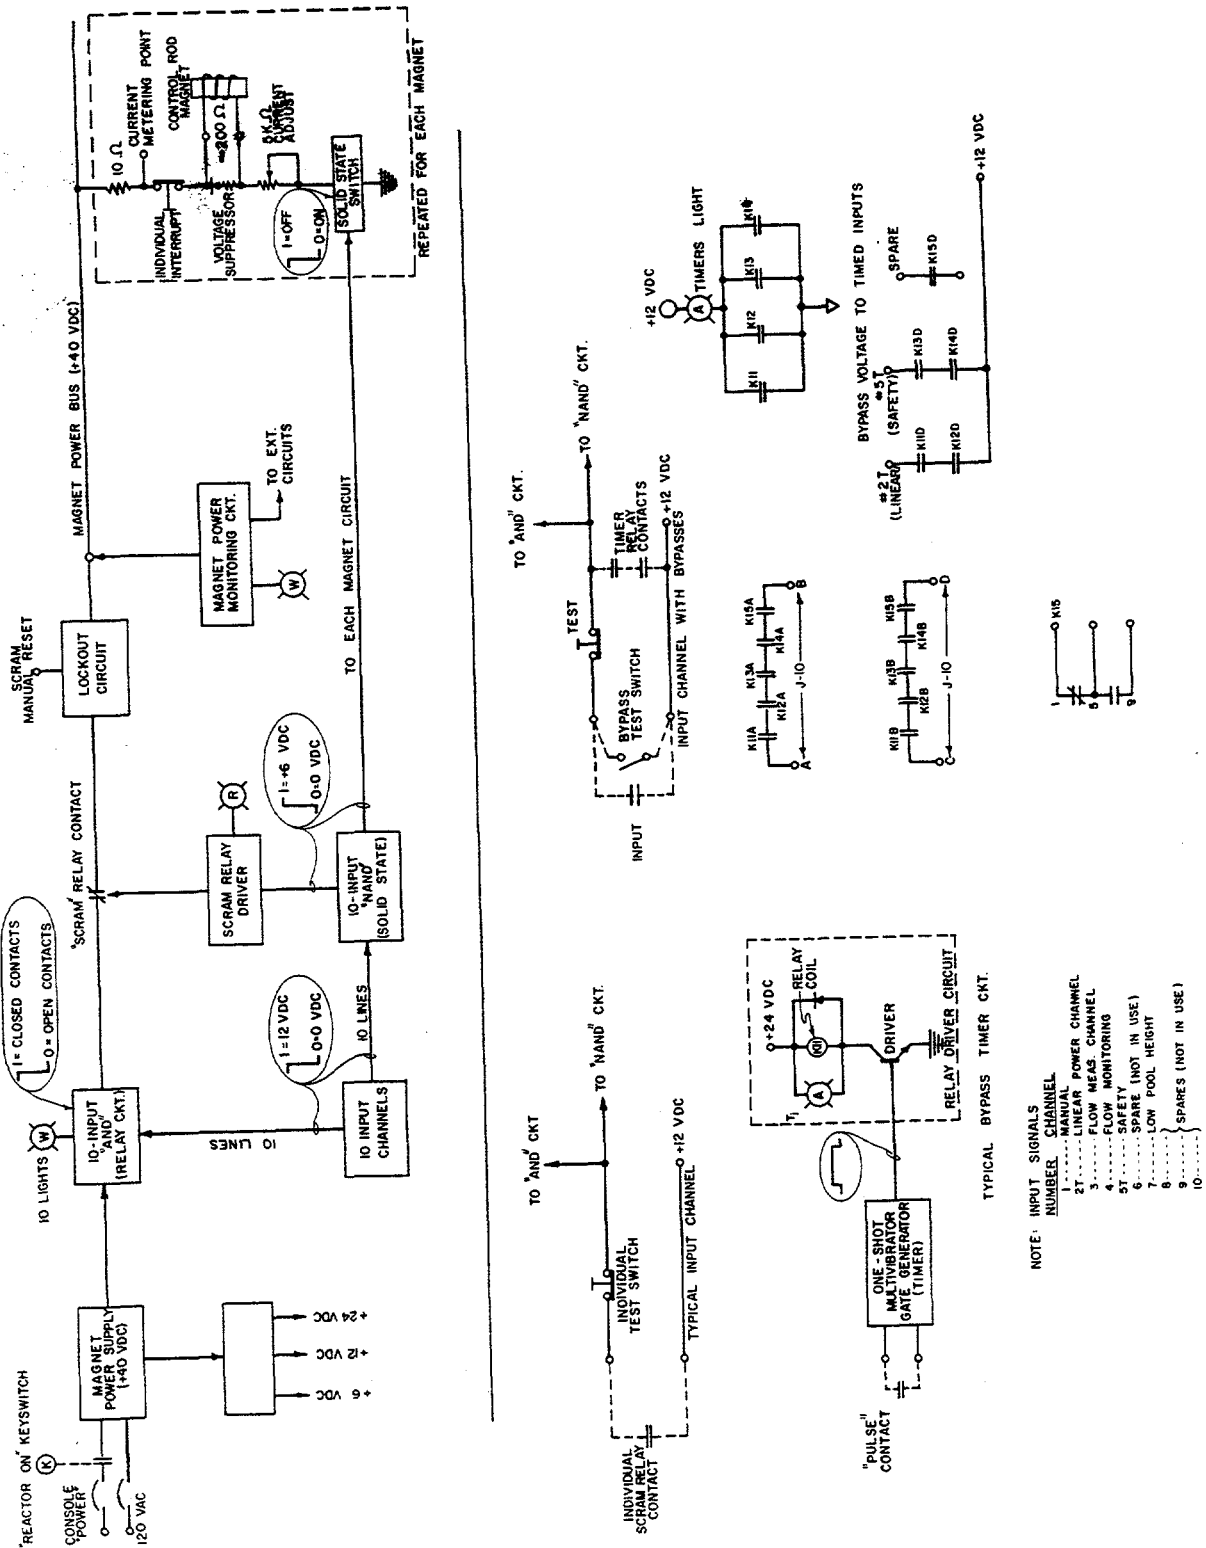 "REACTOR ON" KEYSWITCH
K
CONSOLE
"POWER"
120 VAC
MAGNET
POWER SUPPLY
(+40 VDC)
+6 VDC
+12 VDC
+24 VDC
10 LIGHTS
W
10-INPUT
"AND"
(RELAY CKT.)
1 = CLOSED CONTACTS
0 = OPEN CONTACTS
10 LINES
10 INPUT
CHANNELS
1=12 VDC
0=0 VDC
10 LINES
"SCRAM" RELAY CONTACT
SCRAM RELAY
DRIVER
R
10-INPUT
"NAND"
(SOLID STATE)
1=+6 VDC
0=0 VDC
SCRAM
MANUAL RESET
LOCKOUT
CIRCUIT
MAGNET POWER BUS (+40 VDC)
MAGNET POWER
MONITORING CKT.
W
TO EXT.
CIRCUITS
TO EACH MAGNET CIRCUIT
10 Ω
CURRENT
METERING POINT
INDIVIDUAL
INTERRUPT
CONTROL ROD
MAGNET
≈200 Ω
VOLTAGE
SUPPRESSOR
5K Ω
CURRENT
ADJUST
1=OFF
0=ON
SOLID STATE
SWITCH
REPEATED FOR EACH MAGNET
INDIVIDUAL
SCRAM RELAY
CONTACT
INDIVIDUAL
TEST SWITCH
TO "AND" CKT
TO "NAND" CKT.
+12 VDC
TYPICAL INPUT CHANNEL
INPUT
BYPASS
TEST SWITCH
TEST
TO "AND" CKT.
TO "NAND" CKT.
TIMER
RELAY
CONTACTS
+12 VDC
INPUT CHANNEL WITH BYPASSES
+12 VDC
A
TIMERS LIGHT
K11
K12
K13
K14
"PULSE"
CONTACT
ONE-SHOT
MULTIVIBRATOR
GATE GENERATOR
(TIMER)
+24 VDC
T1
A
K11
RELAY
COIL
DRIVER
RELAY DRIVER CIRCUIT
TYPICAL BYPASS TIMER CKT.
A
K11A
K12A
K13A
K14A
K15A
B
J-10
C
K11B
K12B
K13B
K14B
K15B
D
J-10
BYPASS VOLTAGE TO TIMED INPUTS
#2T
(LINEAR)
K11D
K12D
#5T
(SAFETY)
K13D
K14D
SPARE
K15D
+12 VDC
1
5
9
K15
NOTE: INPUT SIGNALS
NUMBER CHANNEL
1------MANUAL
2T-----LINEAR POWER CHANNEL
3------FLOW MEAS. CHANNEL
4------FLOW MONITORING
5T-----SAFETY
6------SPARE (NOT IN USE)
7------LOW POOL HEIGHT
8------
9------ SPARES (NOT IN USE)
10-----